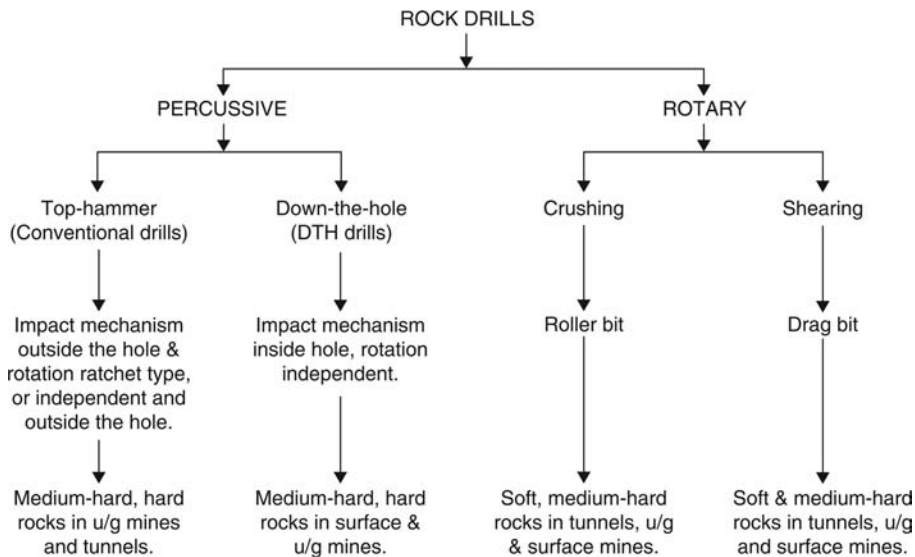 ROCK DRILLS
PERCUSSIVE
ROTARY
Top-hammer
(Conventional drills)
Down-the-hole
(DTH drills)
Crushing
Shearing
Impact mechanism
outside the hole &
rotation ratchet type,
or independent and
outside the hole.
Impact mechanism
inside hole, rotation
independent.
Roller bit
Drag bit
Medium-hard, hard
rocks in u/g mines
and tunnels.
Medium-hard, hard
rocks in surface &
u/g mines.
Soft, medium-hard
rocks in tunnels, u/g
& surface mines.
Soft & medium-hard
rocks in tunnels, u/g
and surface mines.